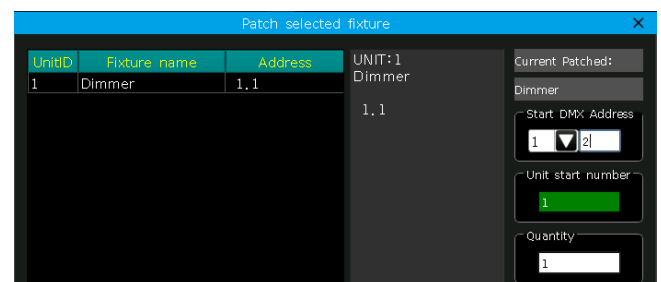 Patch selected fixture
UnitID Fixture name Address
1 Dimmer 1.1
UNIT:1
Dimmer
1.1
Current Patched:
Dimmer
Start DMX Address
1 2
Unit start number
1
Quantity
1